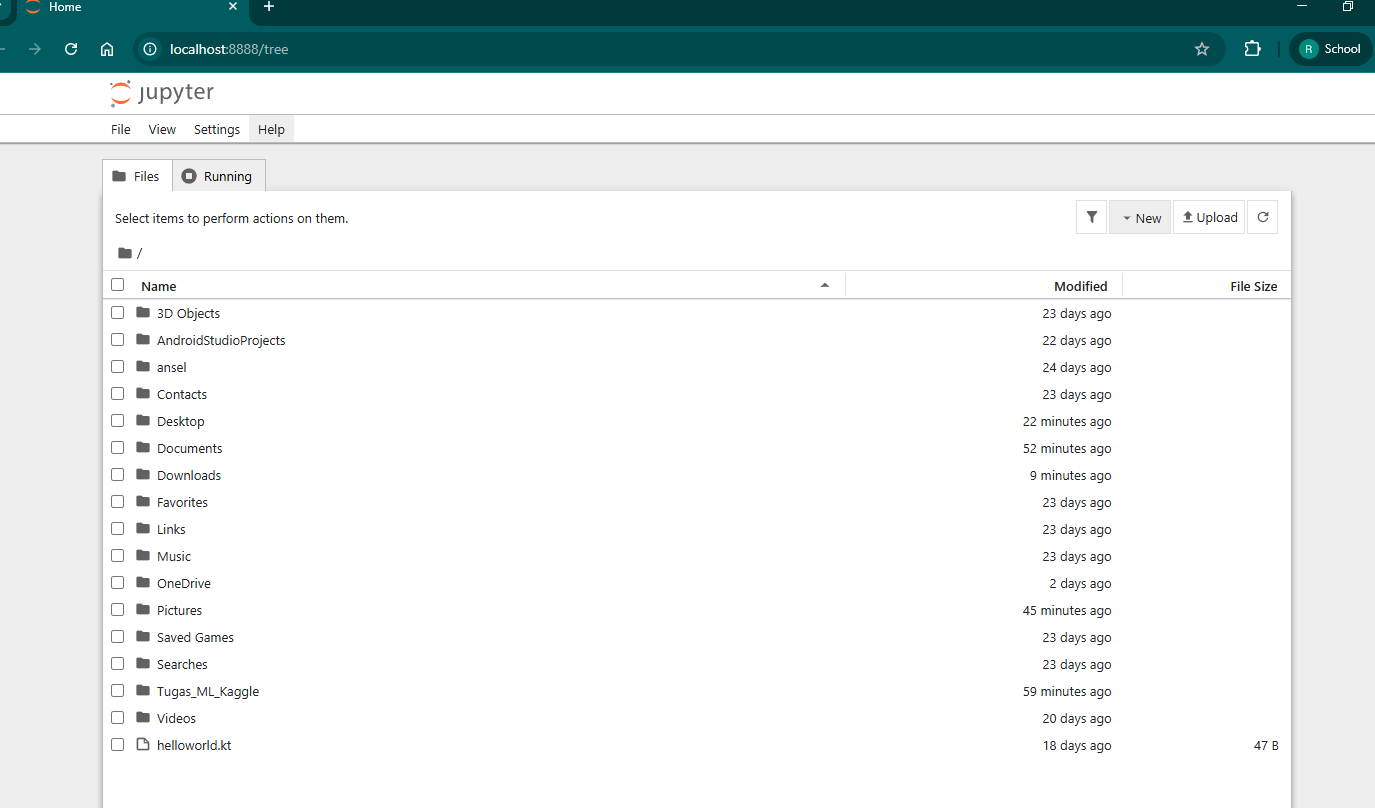 Home
localhost:8888/tree
R School
jupyter
File View Settings Help
Files Running
Select items to perform actions on them.
New Upload
/
Name Modified File Size
3D Objects 23 days ago
AndroidStudioProjects 22 days ago
ansel 24 days ago
Contacts 23 days ago
Desktop 22 minutes ago
Documents 52 minutes ago
Downloads 9 minutes ago
Favorites 23 days ago
Links 23 days ago
Music 23 days ago
OneDrive 2 days ago
Pictures 45 minutes ago
Saved Games 23 days ago
Searches 23 days ago
Tugas_ML_Kaggle 59 minutes ago
Videos 20 days ago
helloworld.kt 18 days ago 47 B